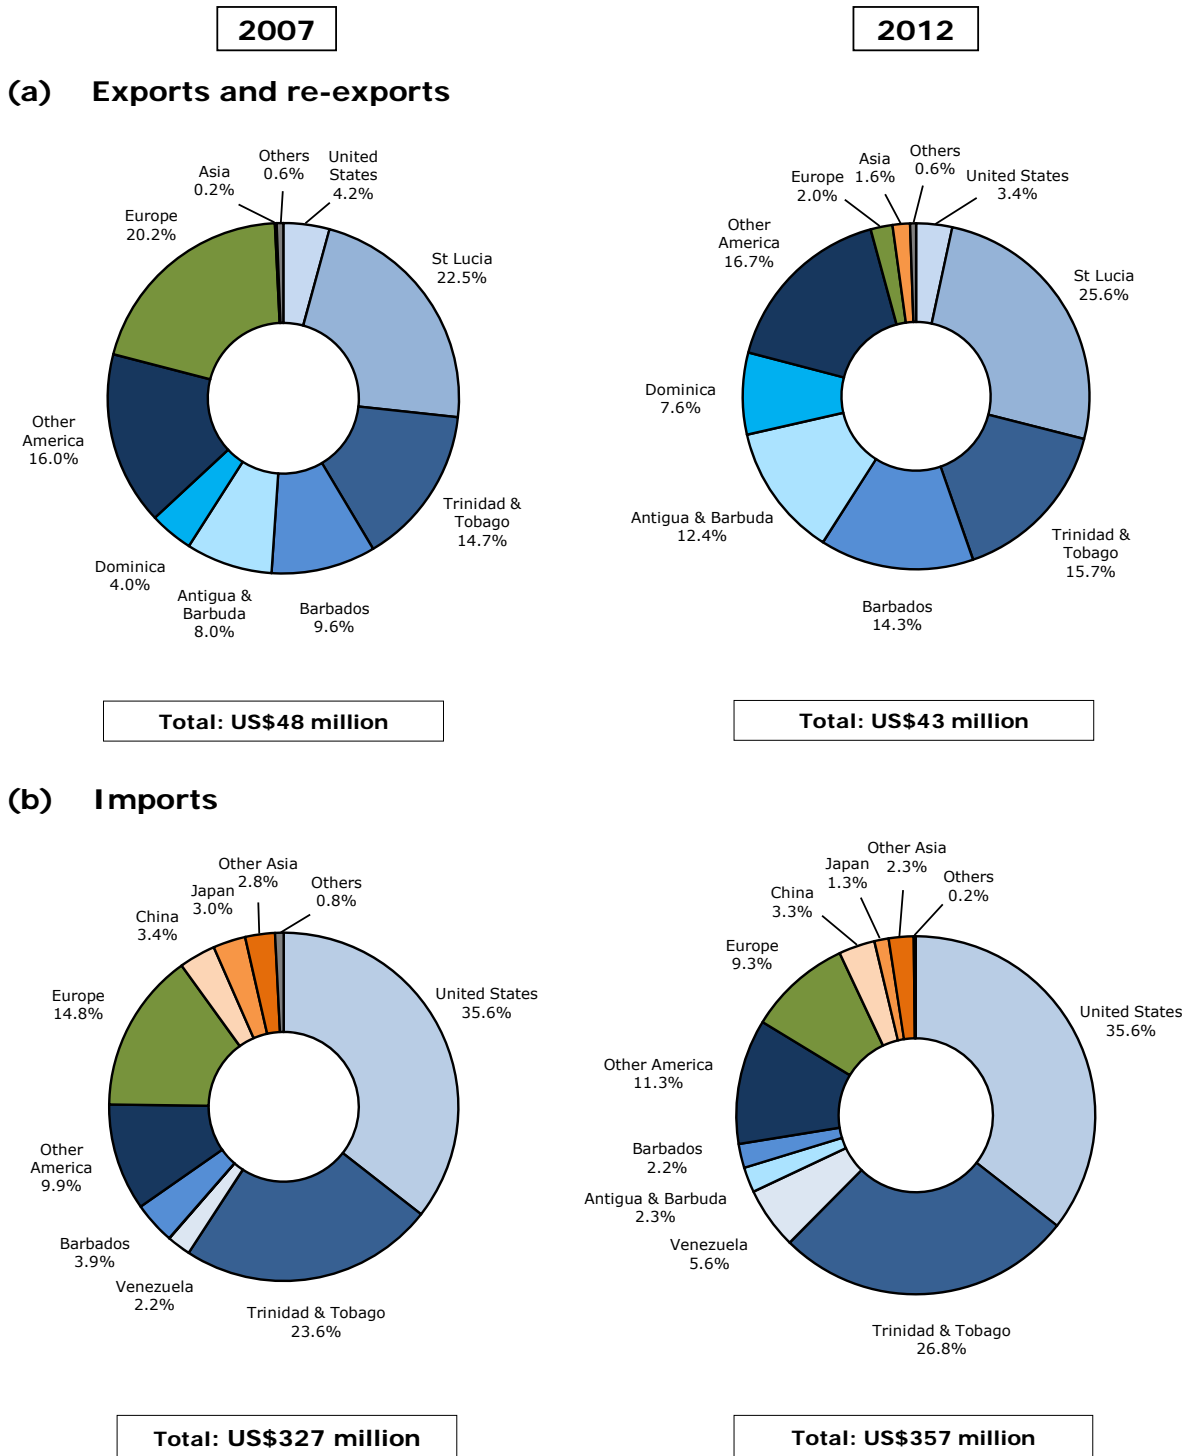 2007
2012
(a) Exports and re-exports
Others
0.6%
United
States
4.2%
Asia
0.2%
Europe
20.2%
St Lucia
22.5%
Other
America
16.0%
Trinidad &
Tobago
14.7%
Dominica
4.0%
Antigua &
Barbuda
8.0%
Barbados
9.6%
Total: US$48 million
Others
0.6%
Asia
1.6%
Europe
2.0%
United States
3.4%
Other
America
16.7%
St Lucia
25.6%
Dominica
7.6%
Antigua & Barbuda
12.4%
Trinidad &
Tobago
15.7%
Barbados
14.3%
Total: US$43 million
(b) Imports
Other Asia
2.8%
Japan
3.0%
Others
0.8%
China
3.4%
Europe
14.8%
United States
35.6%
Other
America
9.9%
Barbados
3.9%
Venezuela
2.2%
Trinidad & Tobago
23.6%
Total: US$327 million
Other Asia
2.3%
Japan
1.3%
Others
0.2%
China
3.3%
Europe
9.3%
United States
35.6%
Other America
11.3%
Barbados
2.2%
Antigua & Barbuda
2.3%
Venezuela
5.6%
Trinidad & Tobago
26.8%
Total: US$357 million